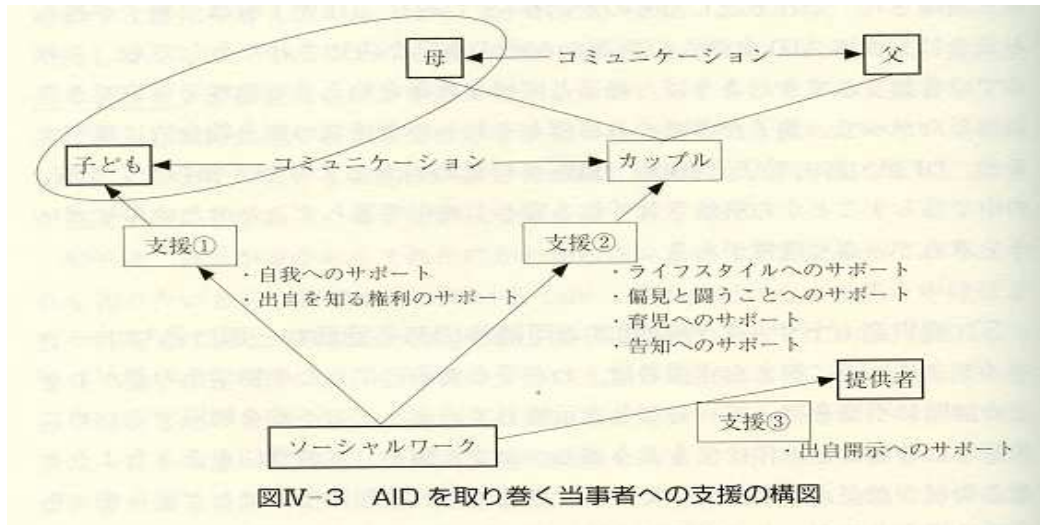 母
コミュニケーション
父
子ども
コミュニケーション
カップル
支援①
支援②
・自我へのサポート
・出自を知る権利のサポート
・ライフスタイルへのサポート
・偏見と闘うことへのサポート
・育児へのサポート
・告知へのサポート
提供者
支援③
ソーシャルワーク
出自開示へのサポート
図Ⅳ-3 AIDを取り巻く当事者への支援の構図